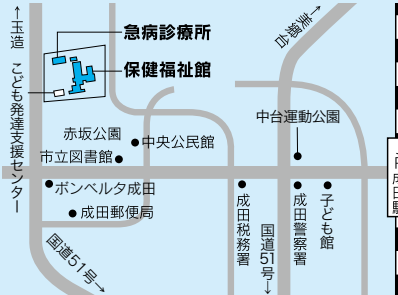 ←玉造
こども発達支援センター
急病診療所
保健福祉館
→美郷台
赤坂公園
中央公民館
市立図書館
ボンベルタ成田
成田郵便局
中台運動公園
国道51号→
成田税務署
国道51号→
成田警察署
子ども館